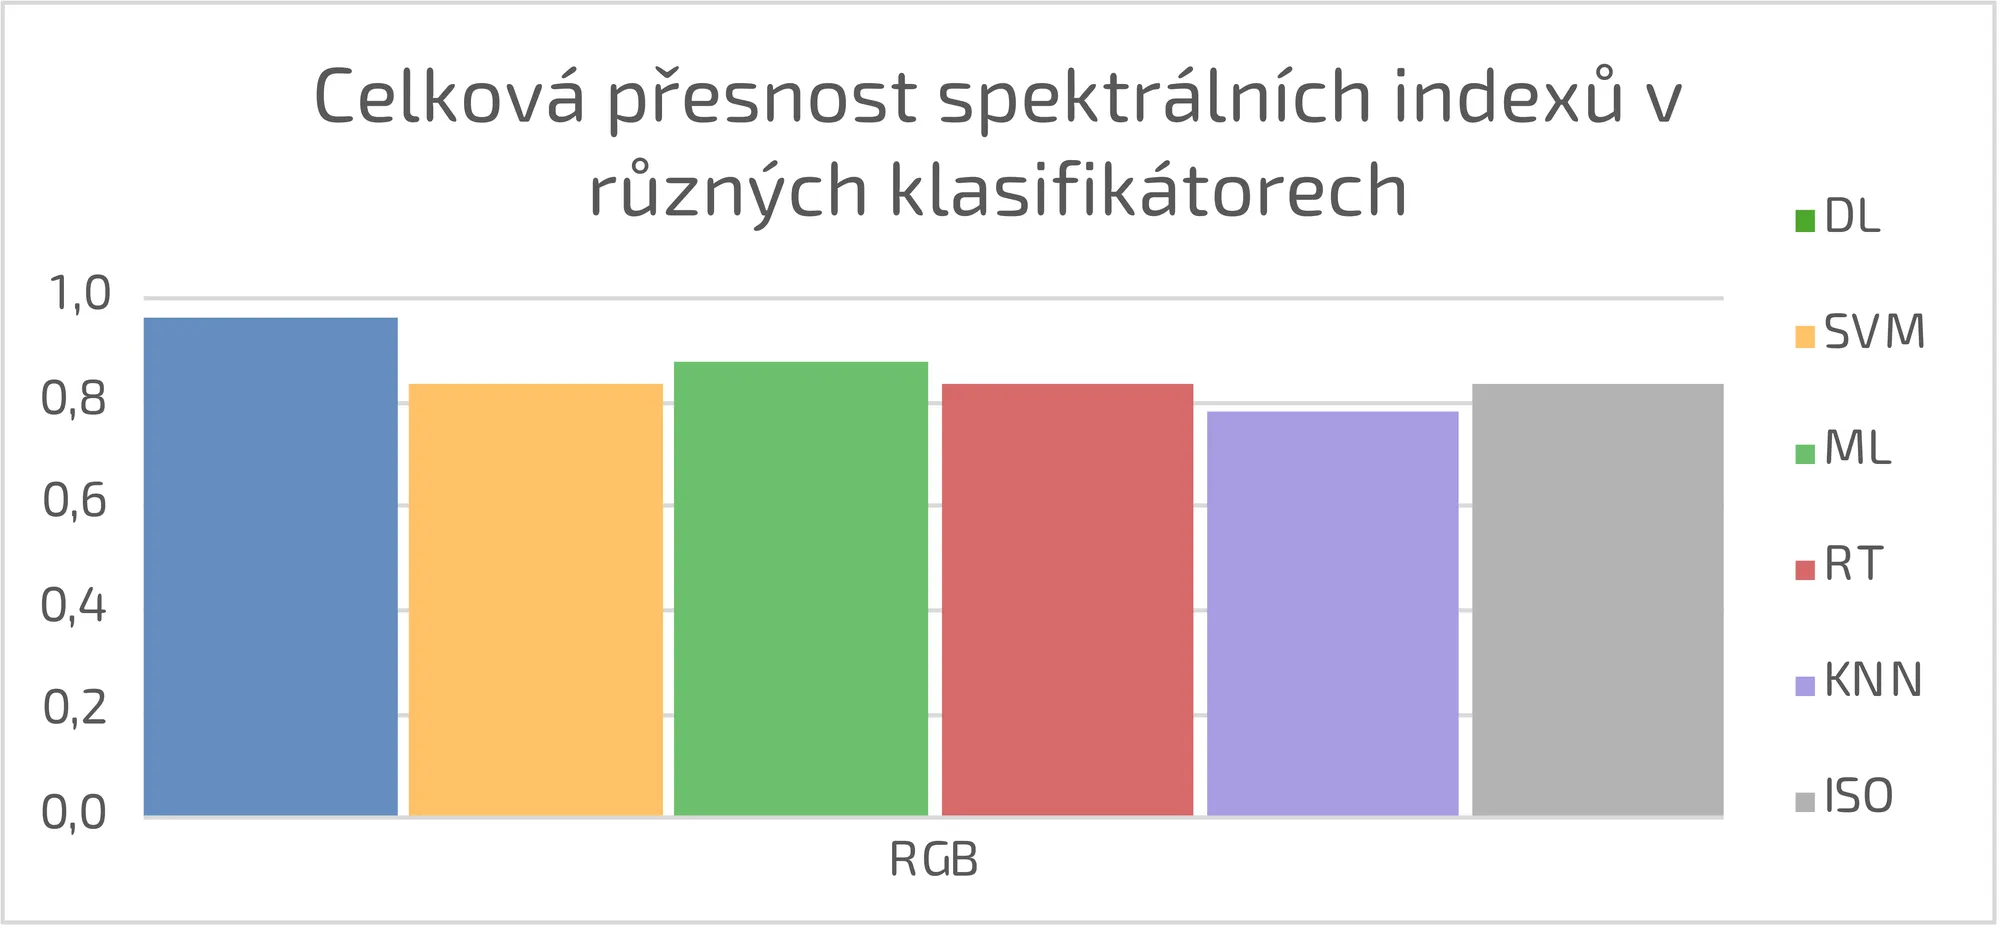 Celková přesnost spektrálních indexů v
různých klasifikátorech
1,0
0,8
0,6
0,4
0,2
0,0
RGB
DL
SVM
ML
RT
KNN
ISO